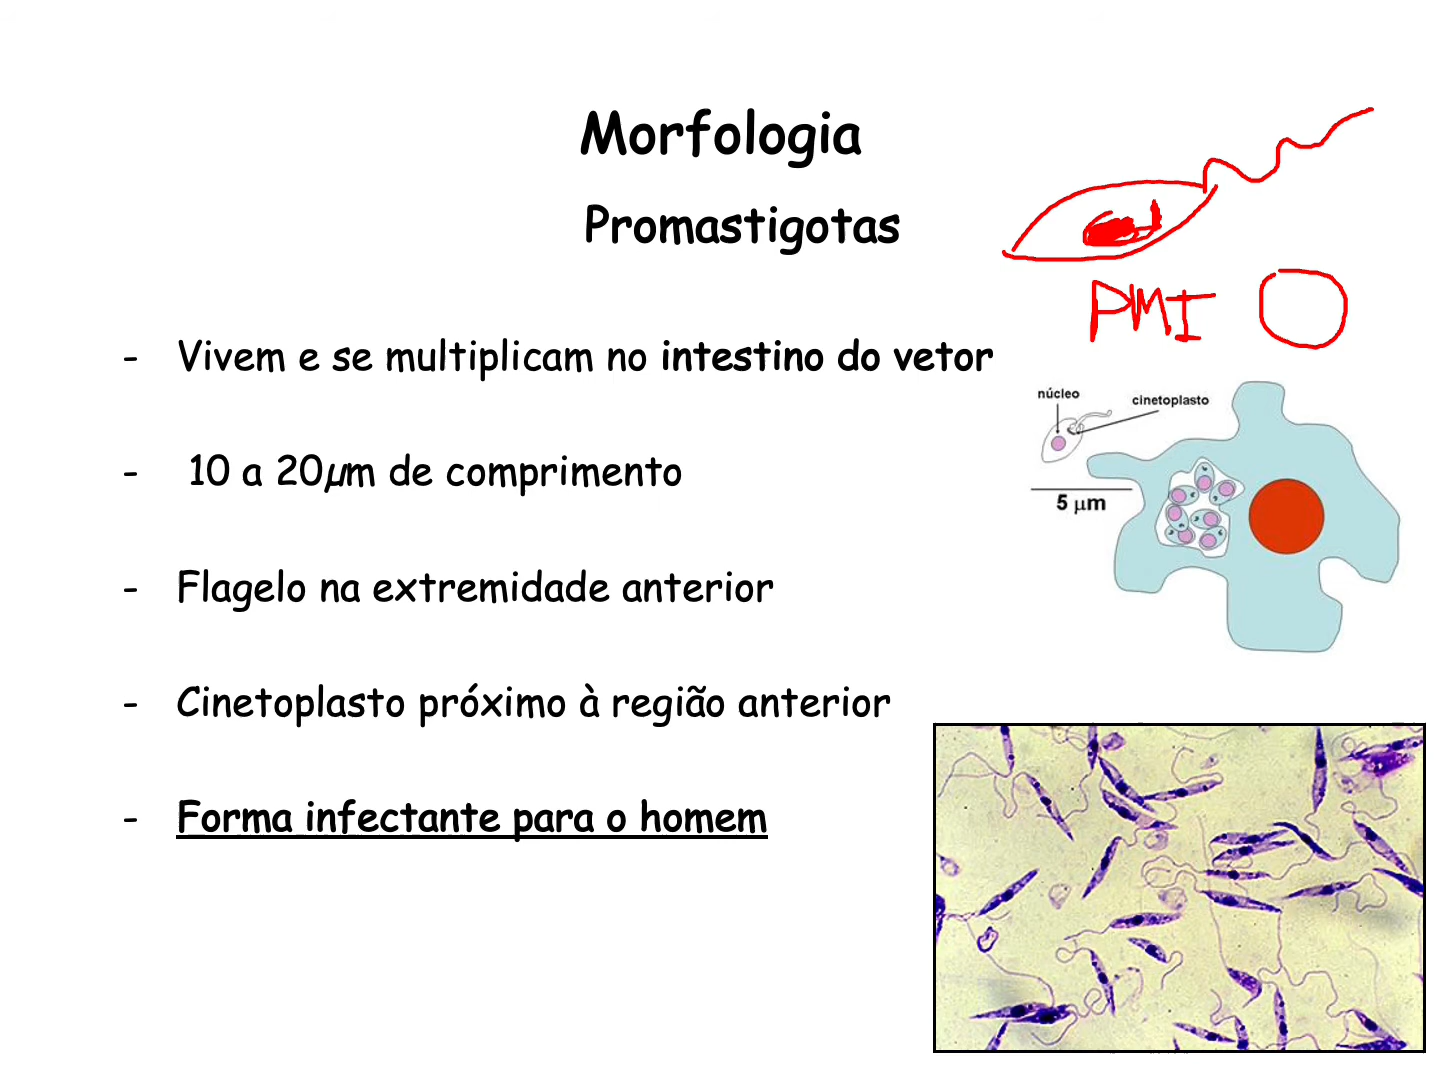 Morfologia
Promastigotas
PMI
- Vivem e se multiplicam no intestino do vetor
núcleo
cinetoplasto
- 10 a 20µm de comprimento
5 µm
- Flagelo na extremidade anterior
- Cinetoplasto próximo à região anterior
- Forma infectante para o homem